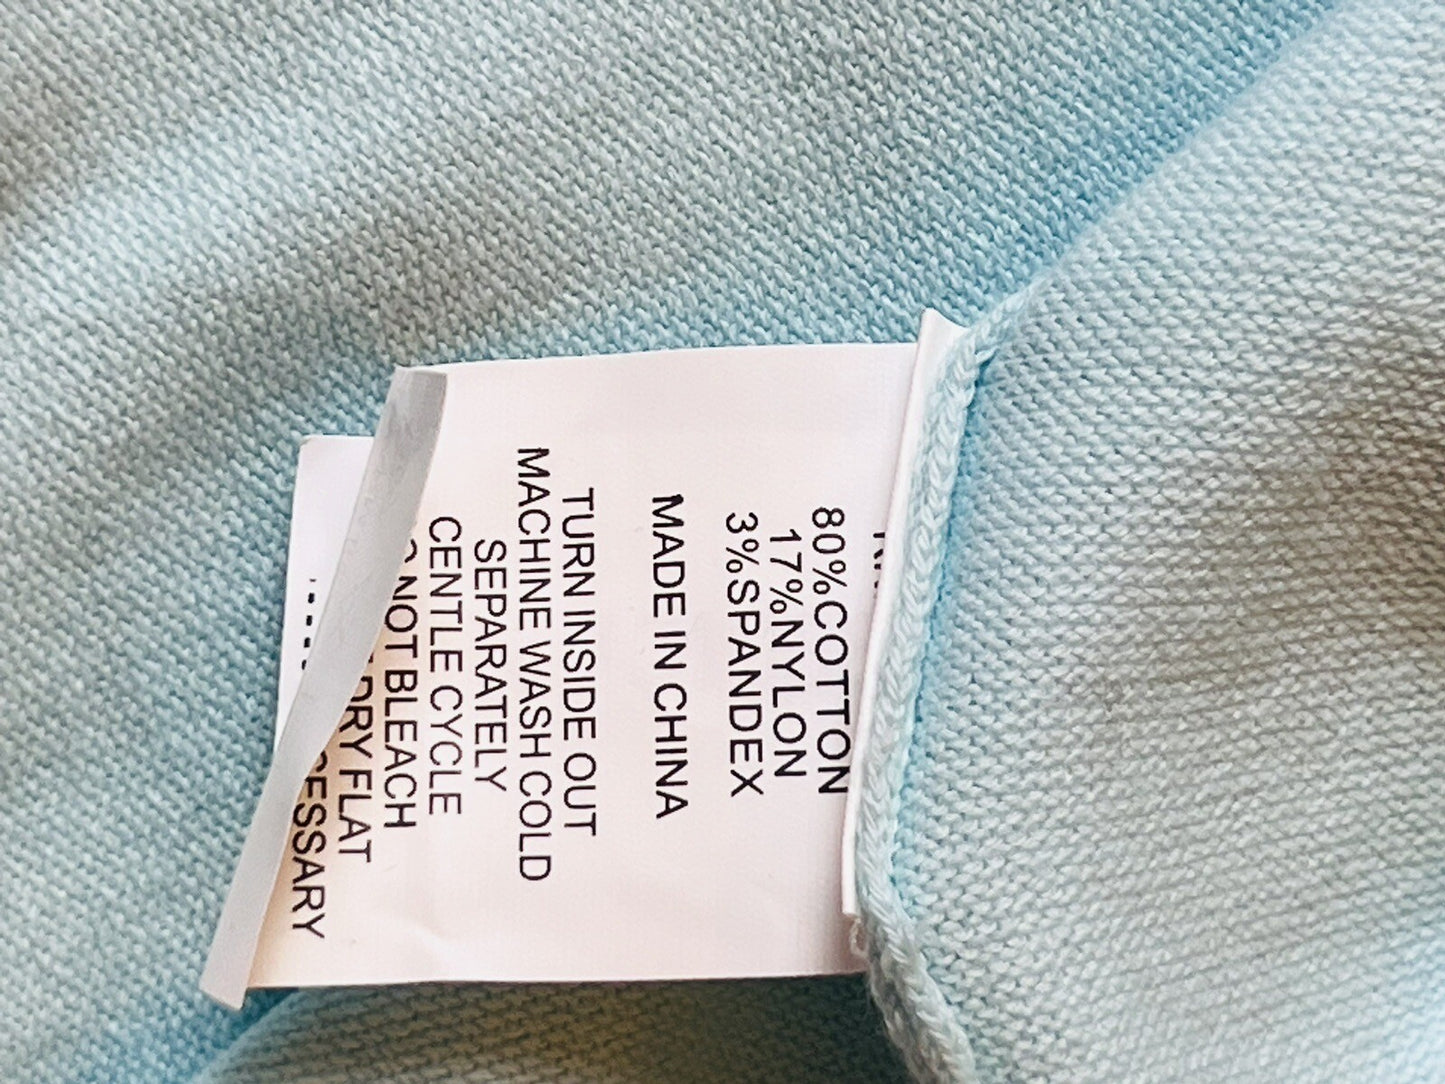 80%COTTON
17%NYLON
3%SPANDEX
MADE IN CHINA
TURN INSIDE OUT
MACHINE WASH COLD
SEPARATELY
CENTLE CYCLE
NOT BLEACH
DRY FLAT